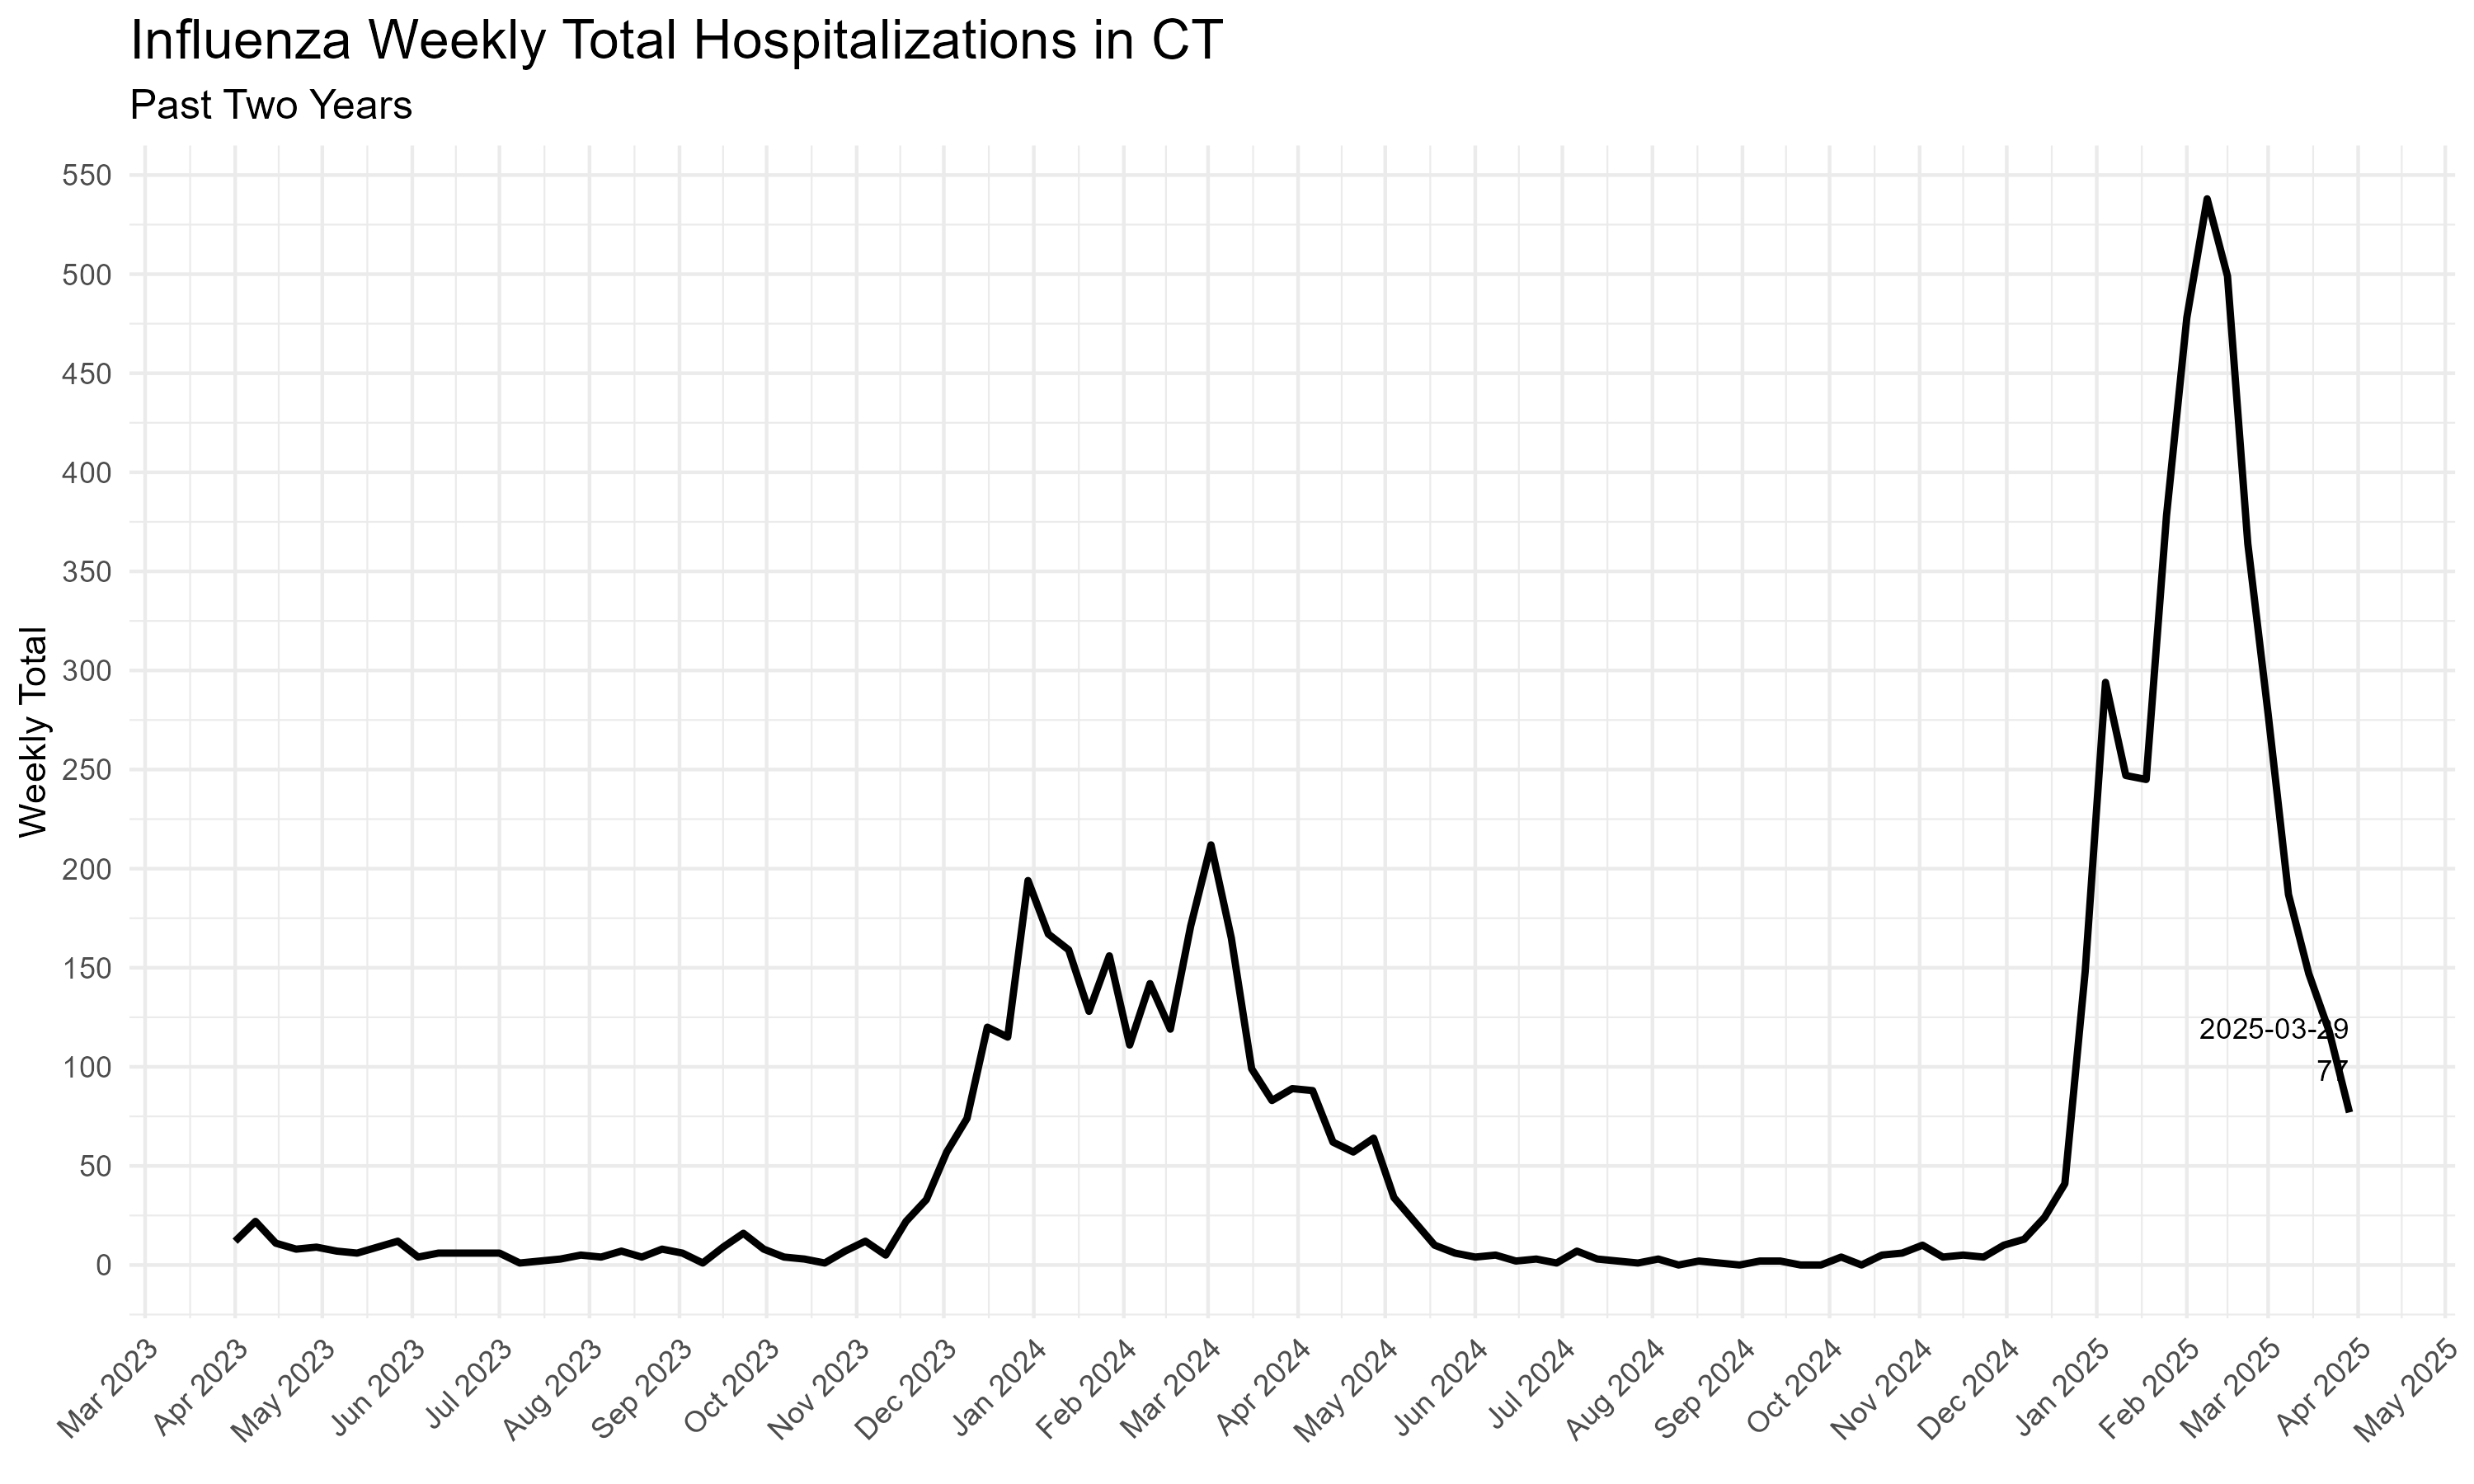 Influenza Weekly Total Hospitalizations in CT
Past Two Years
550
500
450
400
350
300
250
200
150
100
50
0
Weekly Total
2025-03-29
77
Mar 2023
Apr 2023
May 2023
Jun 2023
Jul 2023
Aug 2023
Sep 2023
Oct 2023
Nov 2023
Dec 2023
Jan 2024
Feb 2024
Mar 2024
Apr 2024
May 2024
Jun 2024
Jul 2024
Aug 2024
Sep 2024
Oct 2024
Nov 2024
Dec 2024
Jan 2025
Feb 2025
Mar 2025
Apr 2025
May 2025